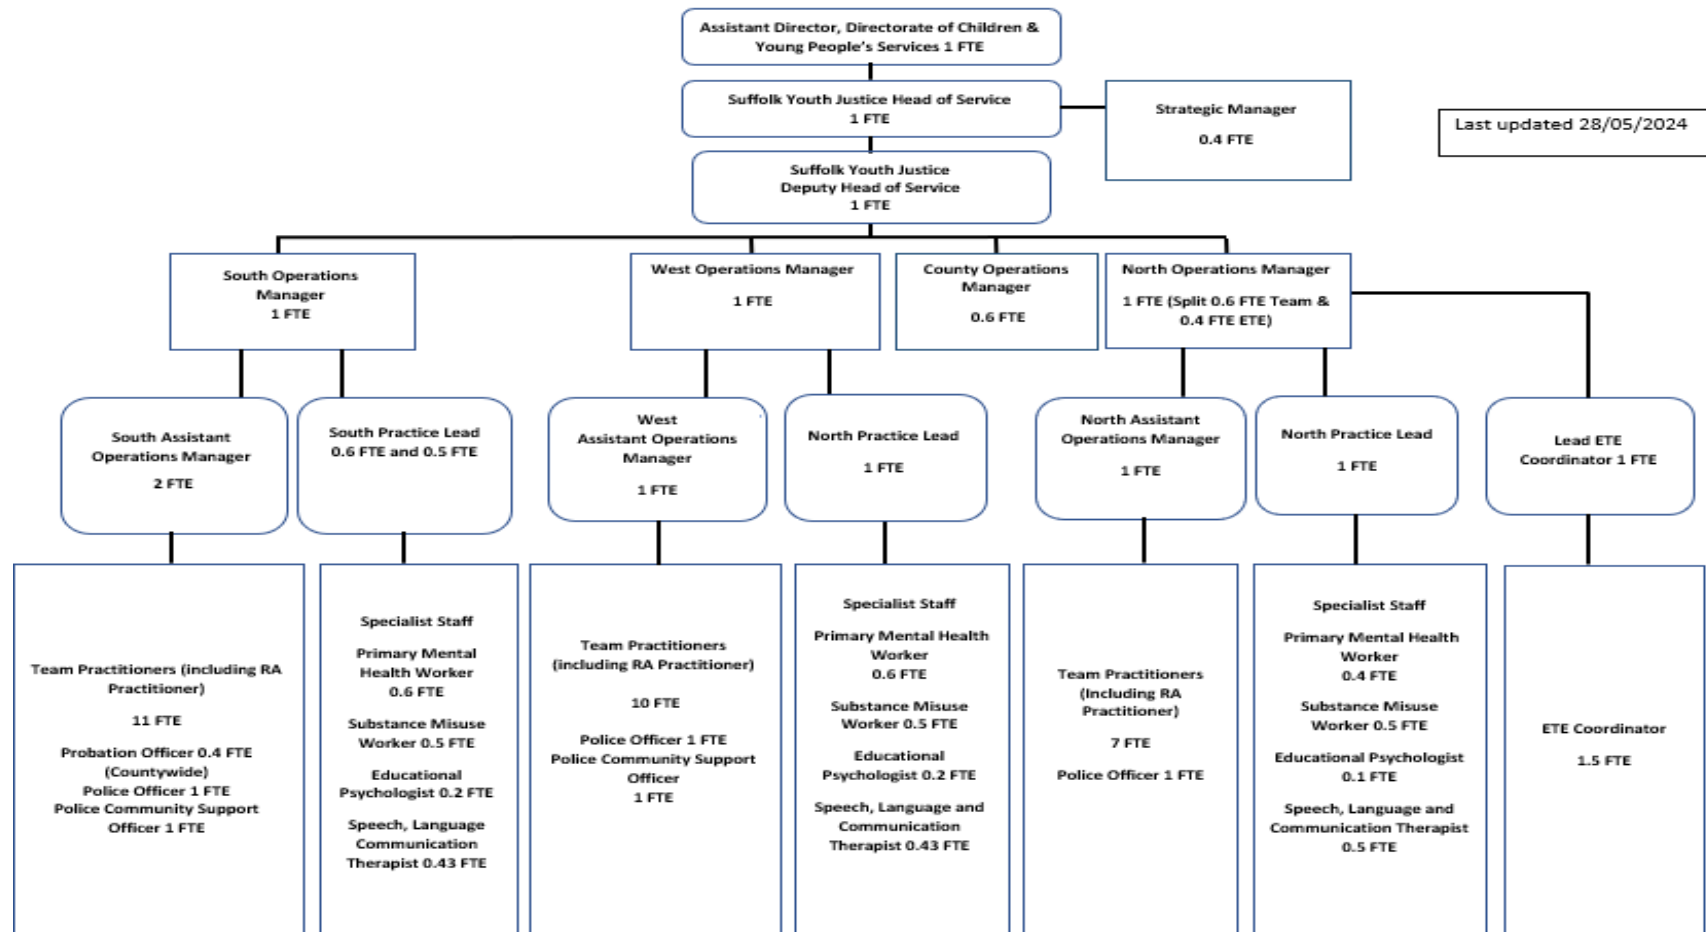 Assistant Director, Directorate of Children &
Young People's Services 1 FTE
Suffolk Youth Justice Head of Service
1 FTE
Strategic Manager
0.4 FTE
Last updated 28/05/2024
Suffolk Youth Justice
Deputy Head of Service
1 FTE
South Operations
Manager
1 FTE
West Operations Manager
1 FTE
County Operations
Manager
0.6 FTE
North Operations Manager
1 FTE (Split 0.6 FTE Team &
0.4 FTE ETE)
South Assistant
Operations Manager
2 FTE
South Practice Lead
0.6 FTE and 0.5 FTE
West
Assistant Operations
Manager
1 FTE
North Practice Lead
1 FTE
North Assistant
Operations Manager
1 FTE
North Practice Lead
1 FTE
Lead ETE
Coordinator 1 FTE
Team Practitioners (including RA
Practitioner)
11 FTE
Probation Officer 0.4 FTE
(Countywide)
Police Officer 1 FTE
Police Community Support
Officer 1 FTE
Specialist Staff
Primary Mental
Health Worker
0.6 FTE
Substance Misuse
Worker 0.5 FTE
Educational
Psychologist 0.2 FTE
Speech, Language
Communication
Therapist 0.43 FTE
Team Practitioners
(including RA Practitioner)
10 FTE
Police Officer 1 FTE
Police Community Support
Officer
1 FTE
Specialist Staff
Primary Mental Health
Worker
0.6 FTE
Substance Misuse
Worker 0.5 FTE
Educational
Psychologist 0.2 FTE
Speech, Language and
Communication
Therapist 0.43 FTE
Team Practitioners
(Including RA
Practitioner)
7 FTE
Police Officer 1 FTE
Specialist Staff
Primary Mental Health
Worker
0.4 FTE
Substance Misuse
Worker 0.5 FTE
Educational Psychologist
0.1 FTE
Speech, Language and
Communication Therapist
0.5 FTE
ETE Coordinator
1.5 FTE